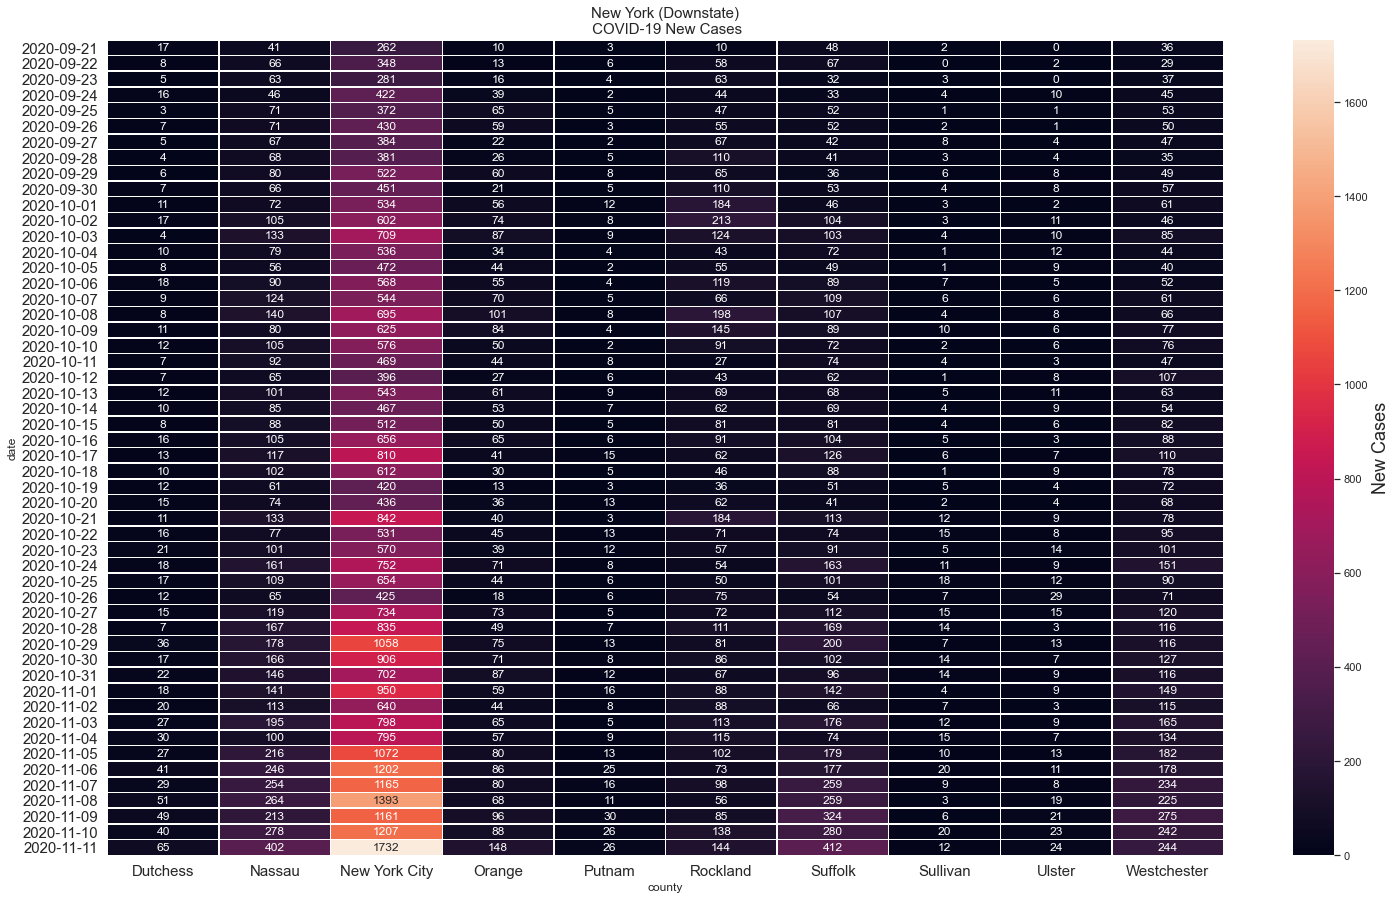 New York (Downstate)
COVID-19 New Cases
2020-09-21 17 41 262 10 3 10 48 2 0 36
2020-09-22 8 66 348 13 6 58 67 0 2 29
2020-09-23 5 63 281 16 4 63 32 3 0 37
2020-09-24 16 46 422 39 2 44 33 4 10 45
2020-09-25 3 71 372 65 5 47 52 1 1 53
2020-09-26 7 71 430 59 3 55 52 2 1 50
2020-09-27 5 67 384 22 2 67 42 8 4 47
2020-09-28 4 68 381 26 5 110 41 3 4 35
2020-09-29 6 80 522 60 8 65 36 6 8 49
2020-09-30 7 66 451 21 5 110 53 4 8 57
2020-10-01 11 72 534 56 12 184 46 3 2 61
2020-10-02 17 105 602 74 8 213 104 3 11 46
2020-10-03 4 133 709 87 9 124 103 4 10 85
2020-10-04 10 79 536 34 4 43 72 1 12 44
2020-10-05 8 56 472 44 2 55 49 1 9 40
2020-10-06 18 90 568 55 4 119 89 7 5 52
2020-10-07 9 124 544 70 5 66 109 6 6 61
2020-10-08 8 140 695 101 8 198 107 4 8 66
2020-10-09 11 80 625 84 4 145 89 10 6 77
2020-10-10 12 105 576 50 2 91 72 2 6 76
2020-10-11 7 92 469 44 8 27 74 4 3 47
2020-10-12 7 65 396 27 6 43 62 1 8 107
2020-10-13 12 101 543 61 9 69 68 5 11 63
2020-10-14 10 85 467 53 7 62 69 4 9 54
2020-10-15 8 88 512 50 5 81 81 4 6 82
2020-10-16 16 105 656 65 6 91 104 5 3 88
2020-10-17 13 117 810 41 15 62 126 6 7 110
2020-10-18 10 102 612 30 5 46 88 1 9 78
2020-10-19 12 61 420 13 3 36 51 5 4 72
2020-10-20 15 74 436 36 13 62 41 2 4 68
2020-10-21 11 133 842 40 3 184 113 12 9 78
2020-10-22 16 77 531 45 13 71 74 15 8 95
2020-10-23 21 101 570 39 12 57 91 5 14 101
2020-10-24 18 161 752 71 8 54 163 11 9 151
2020-10-25 17 109 654 44 6 50 101 18 12 90
2020-10-26 12 65 425 18 6 75 54 7 29 71
2020-10-27 15 119 734 73 5 72 112 15 15 120
2020-10-28 7 167 835 49 7 111 169 14 3 116
2020-10-29 36 178 1058 75 13 81 200 7 13 116
2020-10-30 17 166 906 71 8 86 102 14 7 127
2020-10-31 22 146 702 87 12 67 96 14 9 116
2020-11-01 18 141 950 59 16 88 142 4 9 149
2020-11-02 20 113 640 44 8 88 66 7 3 115
2020-11-03 27 195 798 65 5 113 176 12 9 165
2020-11-04 30 100 795 57 9 115 74 15 7 134
2020-11-05 27 216 1072 80 13 102 179 10 13 182
2020-11-06 41 246 1202 86 25 73 177 20 11 178
2020-11-07 29 254 1165 80 16 98 259 9 8 234
2020-11-08 51 264 1393 68 11 56 259 3 19 225
2020-11-09 49 213 1161 96 30 85 324 6 21 275
2020-11-10 40 278 1207 88 26 138 280 20 23 242
2020-11-11 65 402 1732 148 26 144 412 12 24 244
Dutchess Nassau New York City Orange Putnam Rockland Suffolk Sullivan Ulster Westchester
county
date
1600
1400
1200
1000
800
600
400
200
0
New Cases